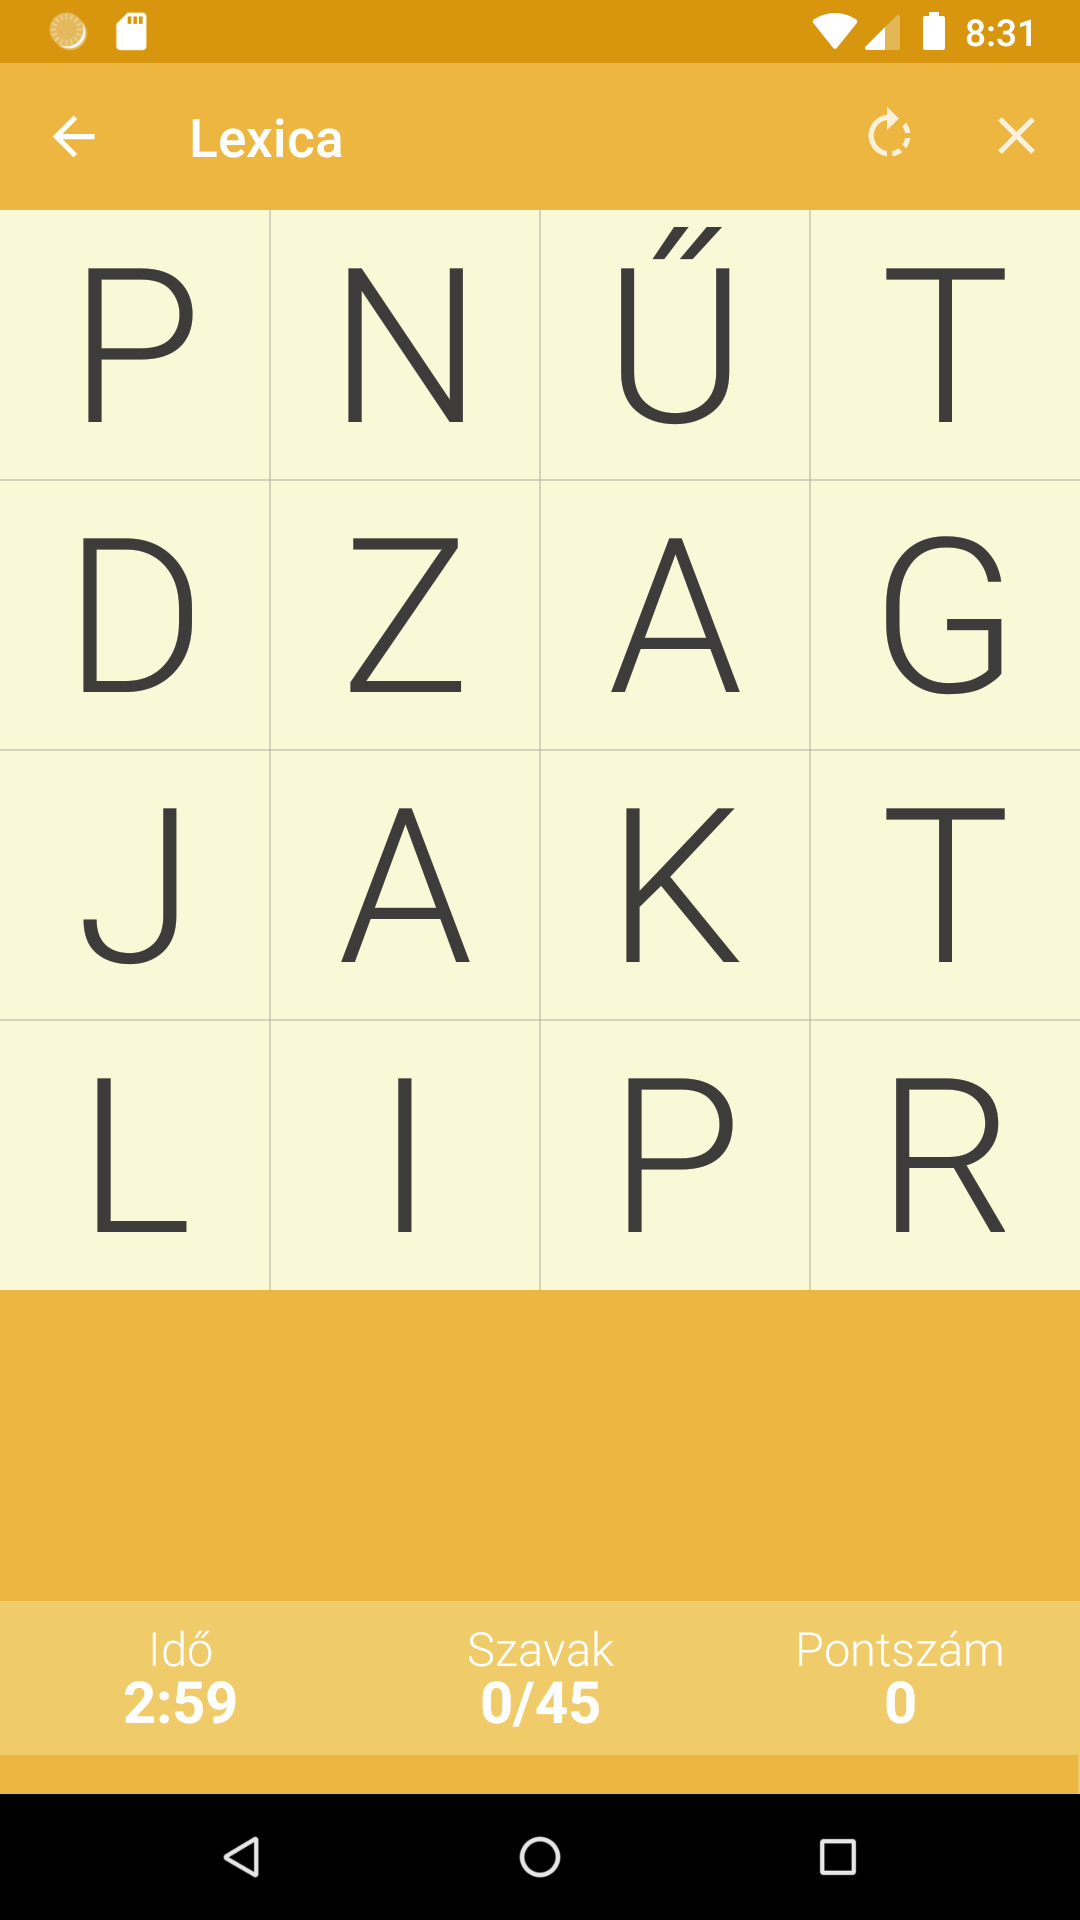 8:31
Lexica
P N Ű T
D Z A G
J A K T
L I P R
Idő Szavak Pontszám
2:59 0/45 0